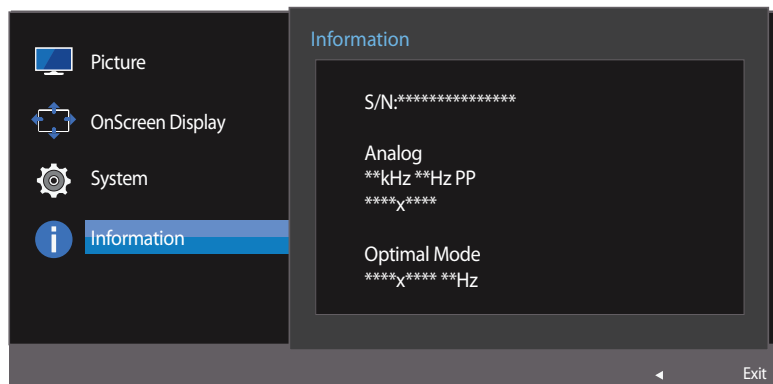 Picture
OnScreen Display
System
Information
Information
S/N:***************
Analog
**kHz **Hz PP
****x****
Optimal Mode
****x**** **Hz
Exit